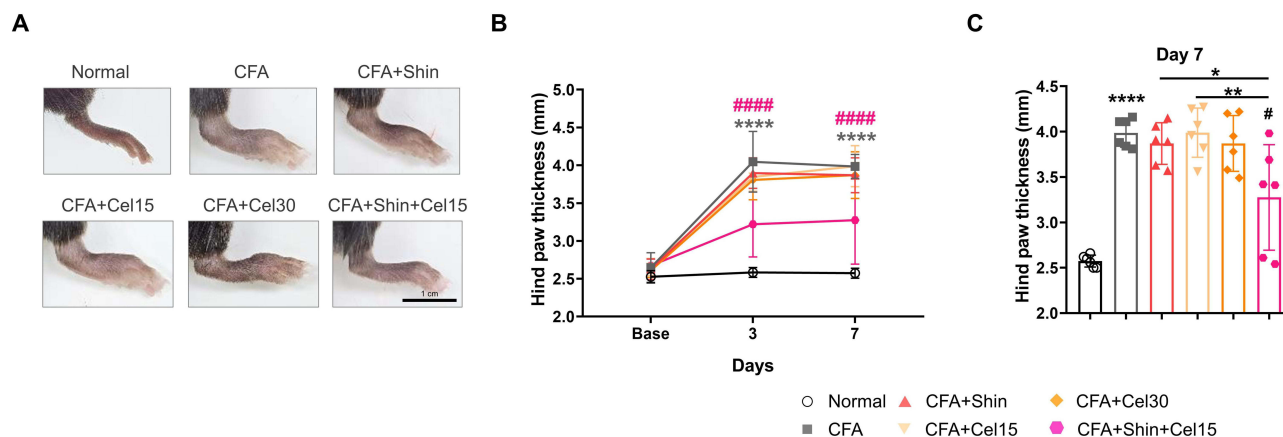 A
Normal CFA CFA+Shin
CFA+Cel15 CFA+Cel30 CFA+Shin+Cel15
1 cm
B
Hind paw thickness (mm)
5.0
4.5
4.0
3.5
3.0
2.5
2.0
#### ####
**** ****
Base 3 7
Days
C
Day 7
Hind paw thickness (mm)
4.5
4.0
3.5
3.0
2.5
2.0
*
**
****
#
Normal CFA+Shin CFA+Cel30
CFA CFA+Cel15 CFA+Shin+Cel15